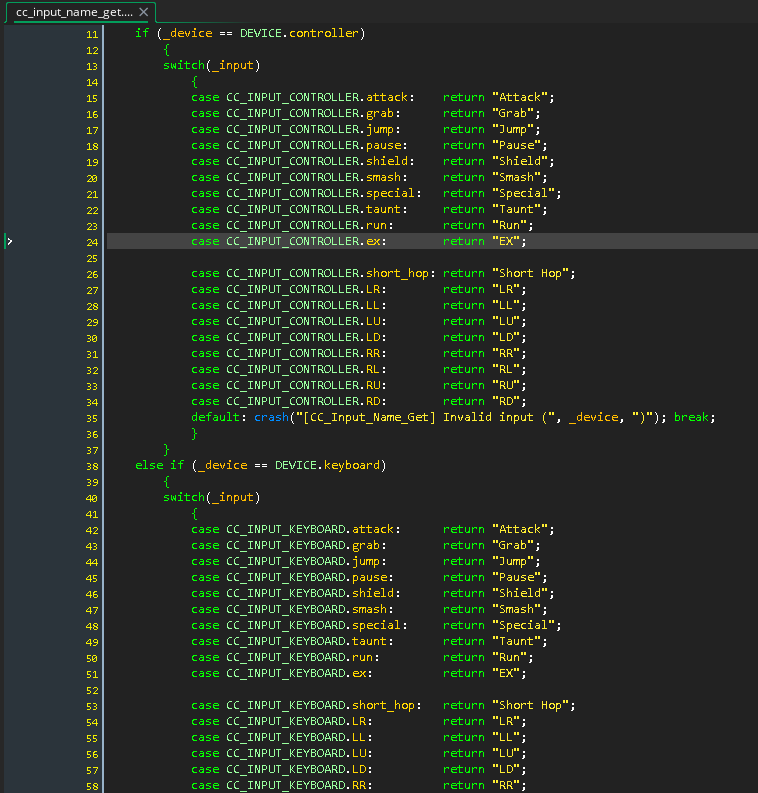 cc_input_name_get.... ×
11 if (_device == DEVICE.controller)
12 {
13 switch(_input)
14 {
15 case CC_INPUT_CONTROLLER.attack: return "Attack";
16 case CC_INPUT_CONTROLLER.grab: return "Grab";
17 case CC_INPUT_CONTROLLER.jump: return "Jump";
18 case CC_INPUT_CONTROLLER.pause: return "Pause";
19 case CC_INPUT_CONTROLLER.shield: return "Shield";
20 case CC_INPUT_CONTROLLER.smash: return "Smash";
21 case CC_INPUT_CONTROLLER.special: return "Special";
22 case CC_INPUT_CONTROLLER.taunt: return "Taunt";
23 case CC_INPUT_CONTROLLER.run: return "Run";
24 case CC_INPUT_CONTROLLER.ex: return "EX";
25
26 case CC_INPUT_CONTROLLER.short_hop: return "Short Hop";
27 case CC_INPUT_CONTROLLER.LR: return "LR";
28 case CC_INPUT_CONTROLLER.LL: return "LL";
29 case CC_INPUT_CONTROLLER.LU: return "LU";
30 case CC_INPUT_CONTROLLER.LD: return "LD";
31 case CC_INPUT_CONTROLLER.RR: return "RR";
32 case CC_INPUT_CONTROLLER.RL: return "RL";
33 case CC_INPUT_CONTROLLER.RU: return "RU";
34 case CC_INPUT_CONTROLLER.RD: return "RD";
35 default: crash("[CC_Input_Name_Get] Invalid input (", _device, ")"); break;
36 }
37 }
38 else if (_device == DEVICE.keyboard)
39 {
40 switch(_input)
41 {
42 case CC_INPUT_KEYBOARD.attack: return "Attack";
43 case CC_INPUT_KEYBOARD.grab: return "Grab";
44 case CC_INPUT_KEYBOARD.jump: return "Jump";
45 case CC_INPUT_KEYBOARD.pause: return "Pause";
46 case CC_INPUT_KEYBOARD.shield: return "Shield";
47 case CC_INPUT_KEYBOARD.smash: return "Smash";
48 case CC_INPUT_KEYBOARD.special: return "Special";
49 case CC_INPUT_KEYBOARD.taunt: return "Taunt";
50 case CC_INPUT_KEYBOARD.run: return "Run";
51 case CC_INPUT_KEYBOARD.ex: return "EX";
52
53 case CC_INPUT_KEYBOARD.short_hop: return "Short Hop";
54 case CC_INPUT_KEYBOARD.LR: return "LR";
55 case CC_INPUT_KEYBOARD.LL: return "LL";
56 case CC_INPUT_KEYBOARD.LU: return "LU";
57 case CC_INPUT_KEYBOARD.LD: return "LD";
58 case CC_INPUT_KEYBOARD.RR: return "RR";